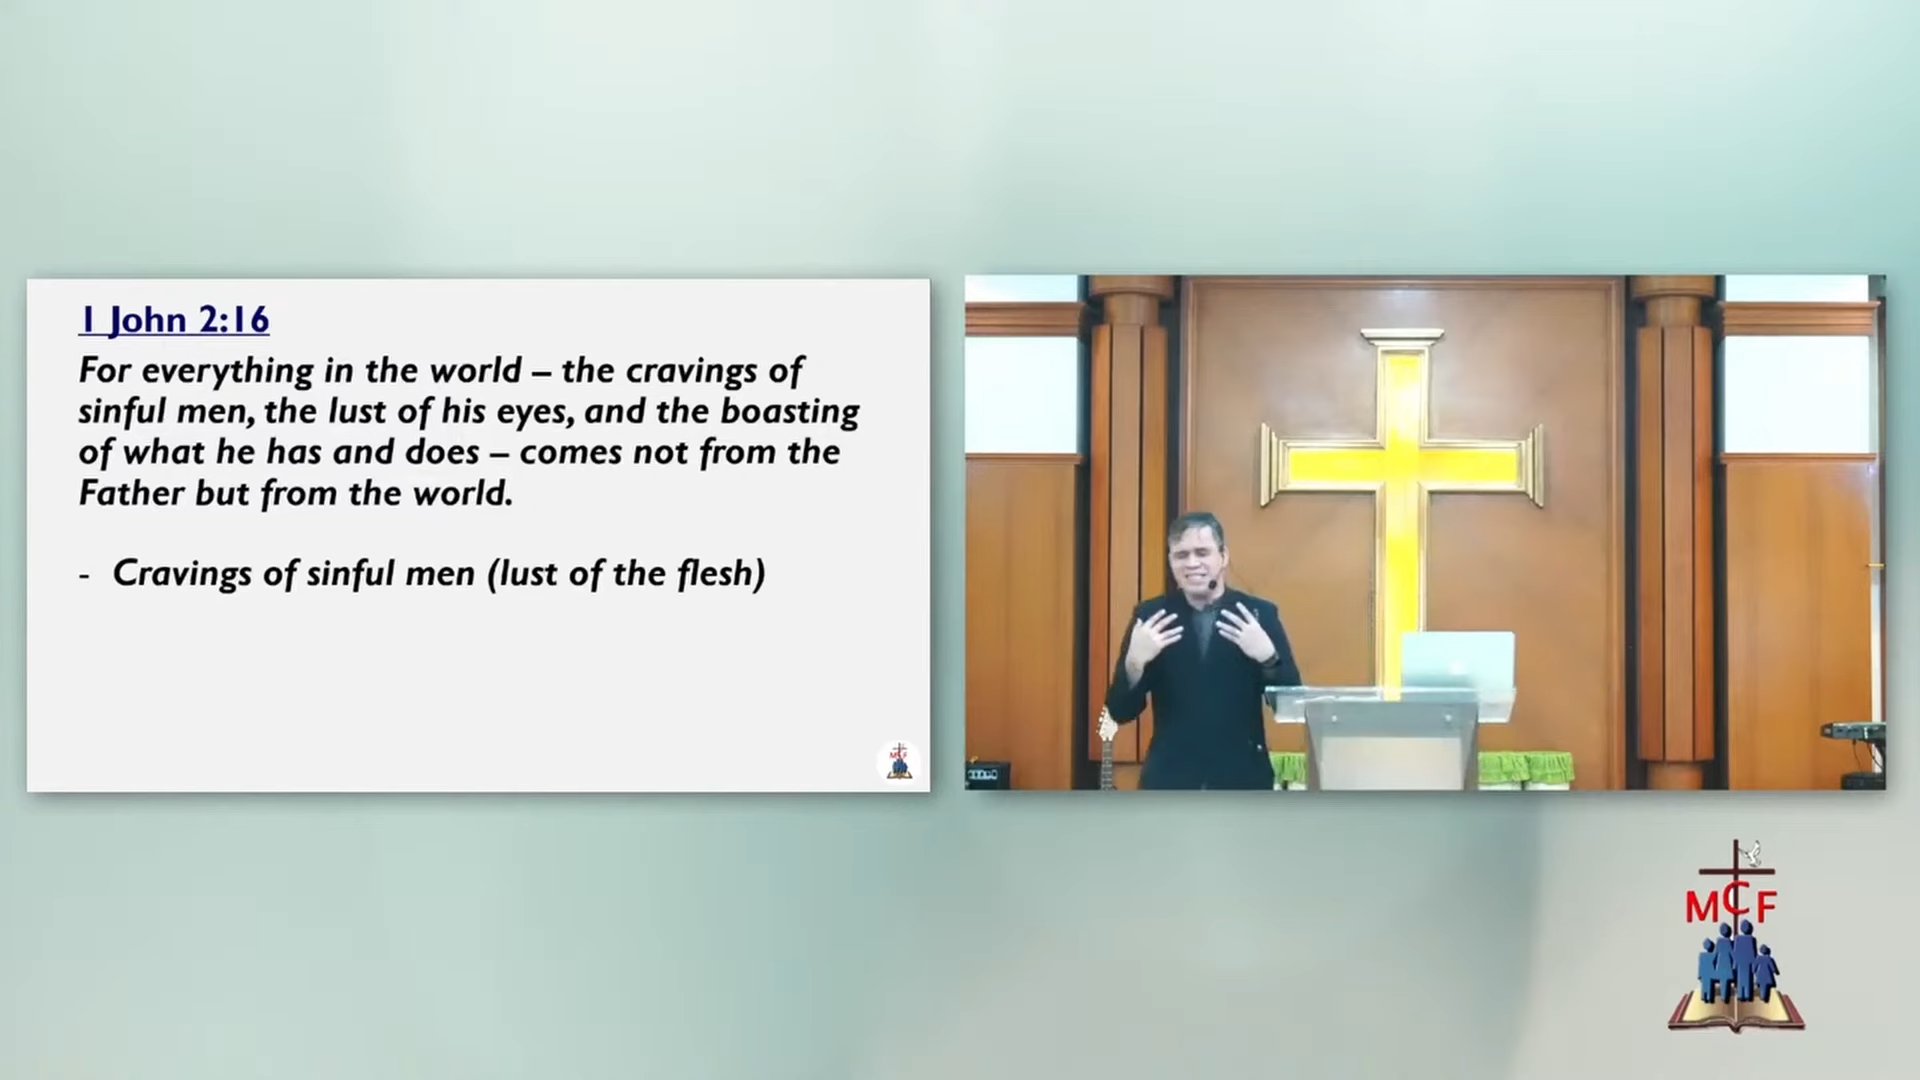 1 John 2:16
For everything in the world – the cravings of
sinful men, the lust of his eyes, and the boasting
of what he has and does – comes not from the
Father but from the world.
- Cravings of sinful men (lust of the flesh)
MCF
MCF